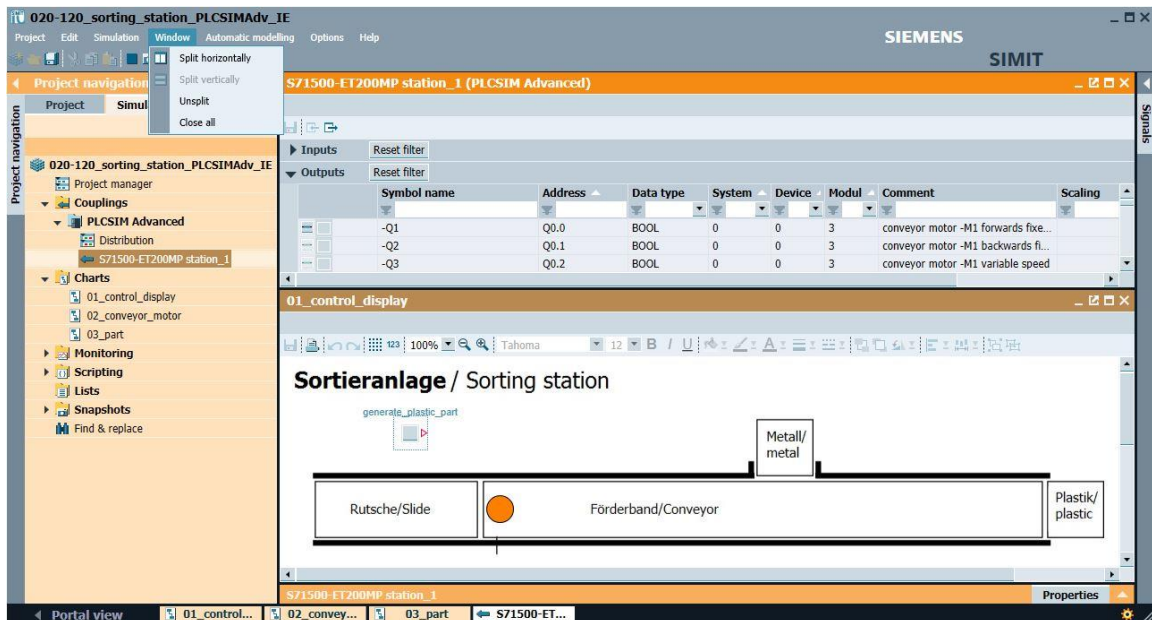 020-120_sorting_station_PLCSIMAdv_IE
Project Edit Simulation Window Automatic modelling Options Help
SIEMENS
SIMIT
Split horizontally
Split vertically
Unsplit
Close all
Project navigation
Project Simul
Project navigation
020-120_sorting_station_PLCSIMAdv_IE
Project manager
Couplings
PLCSIM Advanced
Distribution
S71500-ET200MP station_1
Charts
01_control_display
02_conveyor_motor
03_part
Monitoring
Scripting
Lists
Snapshots
Find & replace
S71500-ET200MP station_1 (PLCSIM Advanced)
Signals
Inputs Reset filter
Outputs Reset filter
Symbol name Address Data type System Device Modul Comment Scaling
-Q1 Q0.0 BOOL 0 0 3 conveyor motor -M1 forwards fixe...
-Q2 Q0.1 BOOL 0 0 3 conveyor motor -M1 backwards fi...
-Q3 Q0.2 BOOL 0 0 3 conveyor motor -M1 variable speed
01_control_display
123 100% Tahoma 12 B I U A
Sortieranlage / Sorting station
generate_plastic_part
Metall/
metal
Rutsche/Slide
Förderband/Conveyor
Plastik/
plastic
S71500-ET200MP station_1 Properties
Portal view 01_control... 02_convey... 03_part S71500-ET...